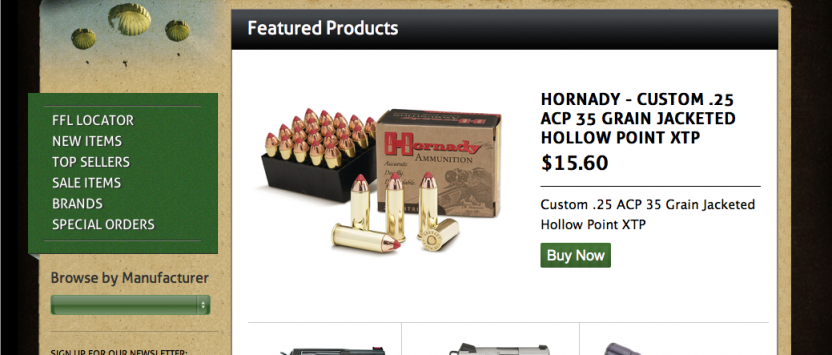 Featured Products
FFL LOCATOR
NEW ITEMS
TOP SELLERS
SALE ITEMS
BRANDS
SPECIAL ORDERS
Browse by Manufacturer
SIGN UP FOR OUR NEWSLETTER:
Hornady
AMMUNITION
Accurate.
Deadly.
HORNADY - CUSTOM .25
ACP 35 GRAIN JACKETED
HOLLOW POINT XTP
$15.60
Custom .25 ACP 35 Grain Jacketed
Hollow Point XTP
Buy Now